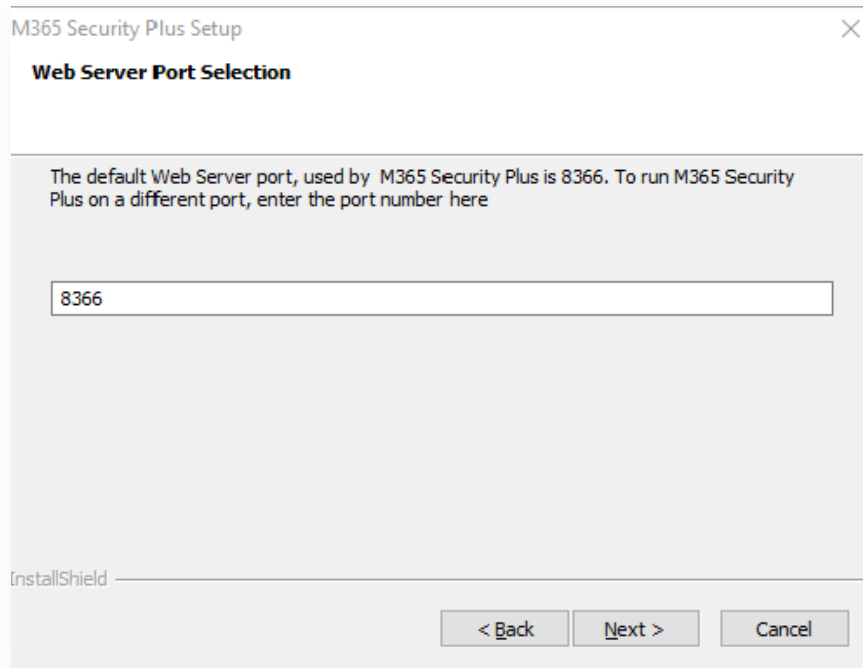 M365 Security Plus Setup
Web Server Port Selection
The default Web Server port, used by M365 Security Plus is 8366. To run M365 Security
Plus on a different port, enter the port number here
8366
InstallShield
< Back
Next >
Cancel